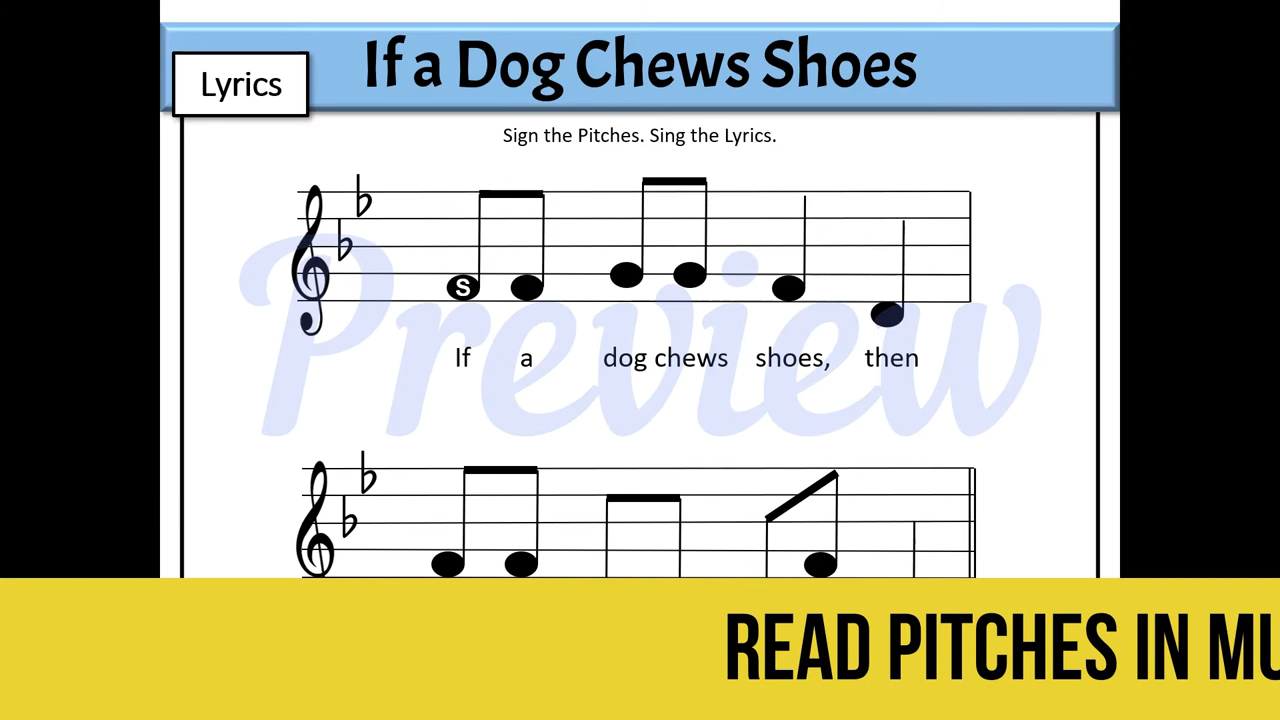 If a Dog Chews Shoes
Lyrics
Sign the Pitches. Sing the Lyrics.
S
If a dog chews shoes, then
Preview
READ PITCHES IN MU